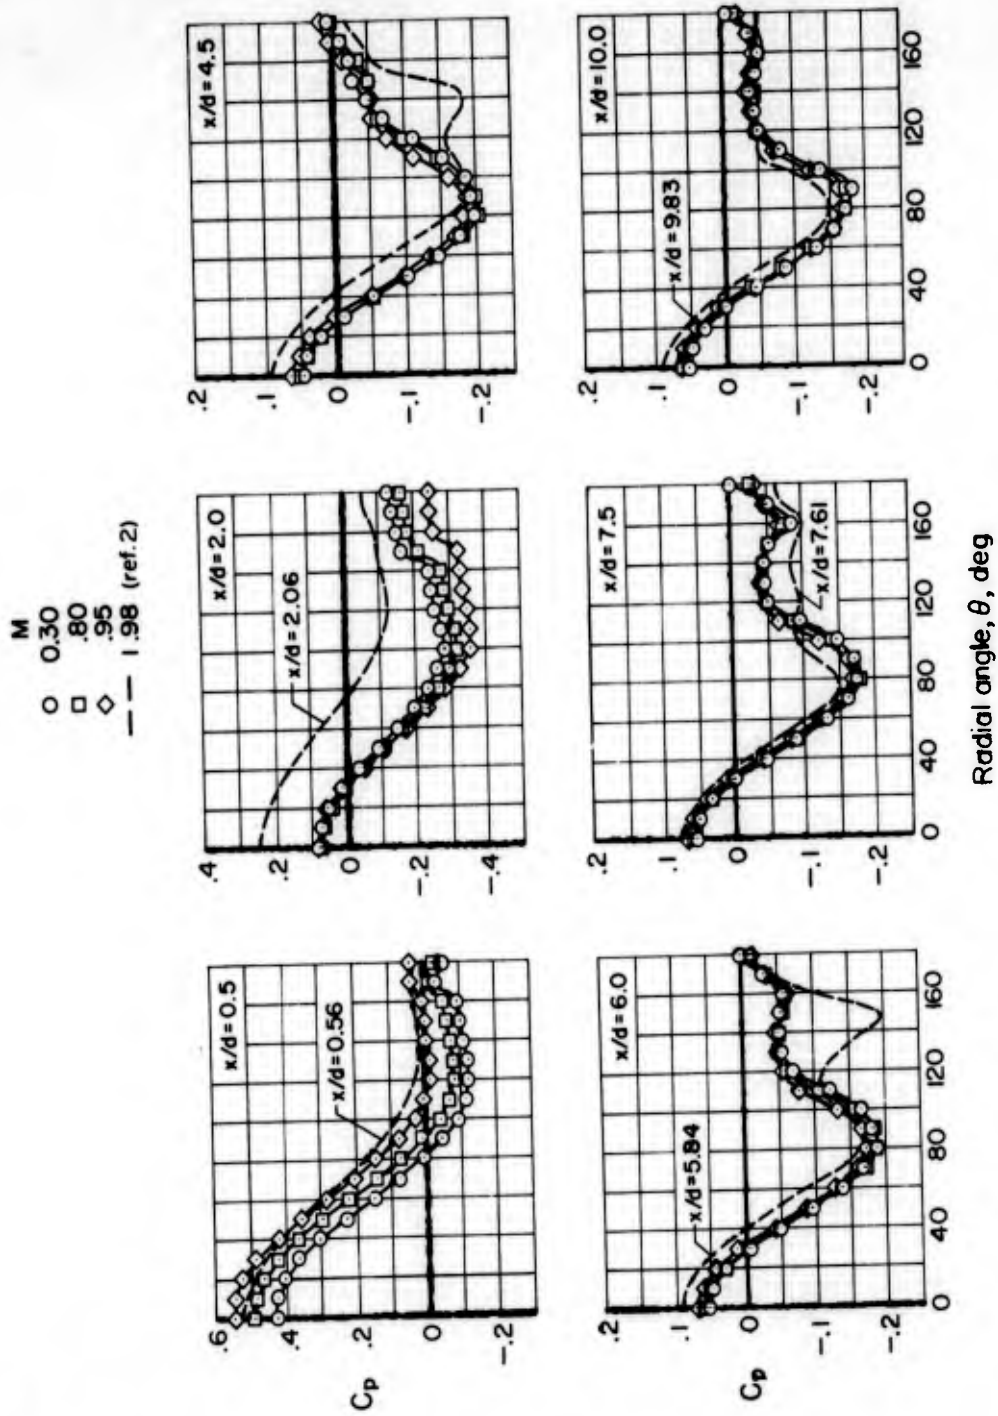 M
0.30
.80
.95
1.98 (ref. 2)
x/d=0.5
x/d=0.56
.6
.4
.2
0
-.2
Cp
x/d=2.0
x/d=2.06
.4
.2
0
-.2
-.4
x/d=4.5
.2
.1
0
-.1
-.2
x/d=6.0
x/d=5.84
.1
0
-.1
-.2
Cp
0 40 80 120 160
x/d=7.5
x/d=7.61
.2
.1
0
-.1
-.2
0 40 80 120 160
x/d=10.0
x/d=9.83
.2
.1
0
-.1
-.2
0 40 80 120 160
Radial angle, θ, deg